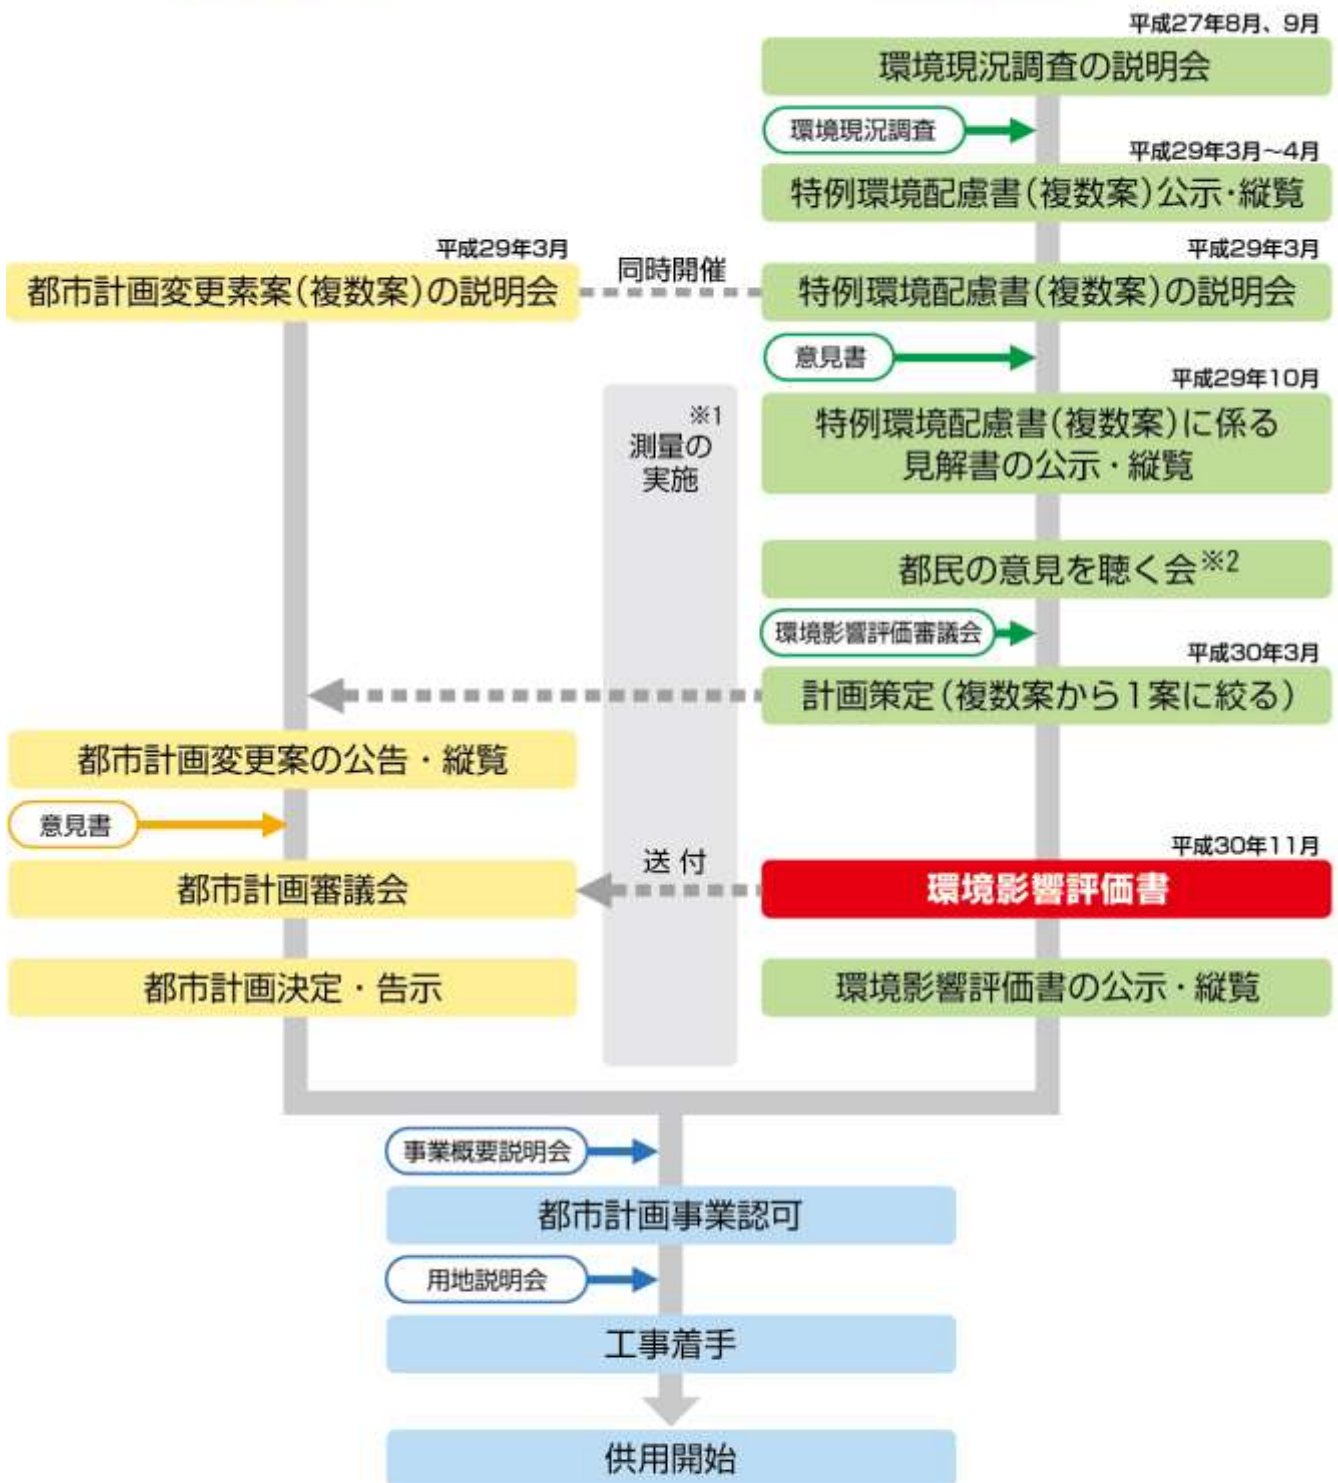 平成27年8月、9月
環境現況調査の説明会
環境現況調査
平成29年3月～4月
特例環境配慮書(複数案)公示・縦覧
平成29年3月
都市計画変更素案(複数案)の説明会
同時開催
平成29年3月
特例環境配慮書(複数案)の説明会
意見書
平成29年10月
特例環境配慮書(複数案)に係る
見解書の公示・縦覧
※1
測量の
実施
都民の意見を聴く会※2
環境影響評価審議会
平成30年3月
計画策定(複数案から1案に絞る)
都市計画変更案の公告・縦覧
意見書
都市計画審議会
送付
平成30年11月
環境影響評価書
都市計画決定・告示
環境影響評価書の公示・縦覧
事業概要説明会
都市計画事業認可
用地説明会
工事着手
供用開始